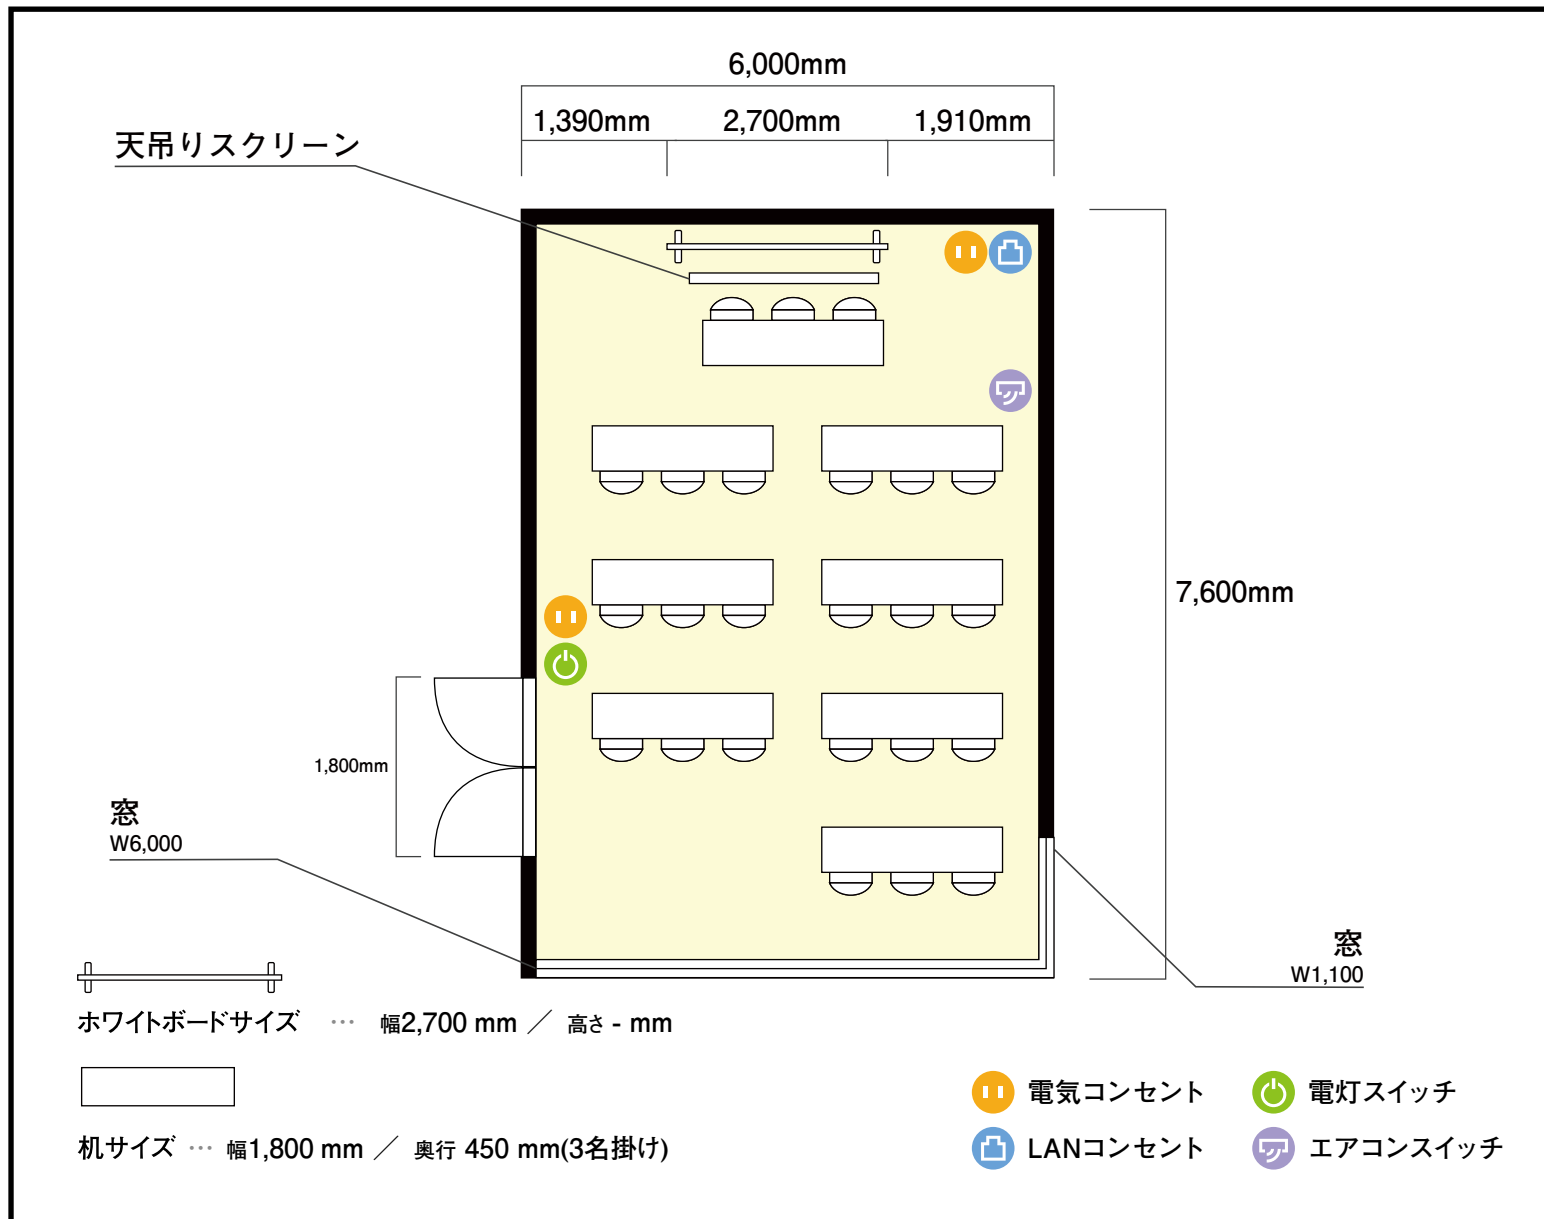 6,000mm
1,390mm 2,700mm 1,910mm
天吊りスクリーン
7,600mm
1,800mm
窓
W6,000
窓
W1,100
ホワイトボードサイズ … 幅2,700 mm ／ 高さ - mm
机サイズ … 幅1,800 mm ／ 奥行 450 mm(3名掛け)
電気コンセント 電灯スイッチ
LANコンセント エアコンスイッチ